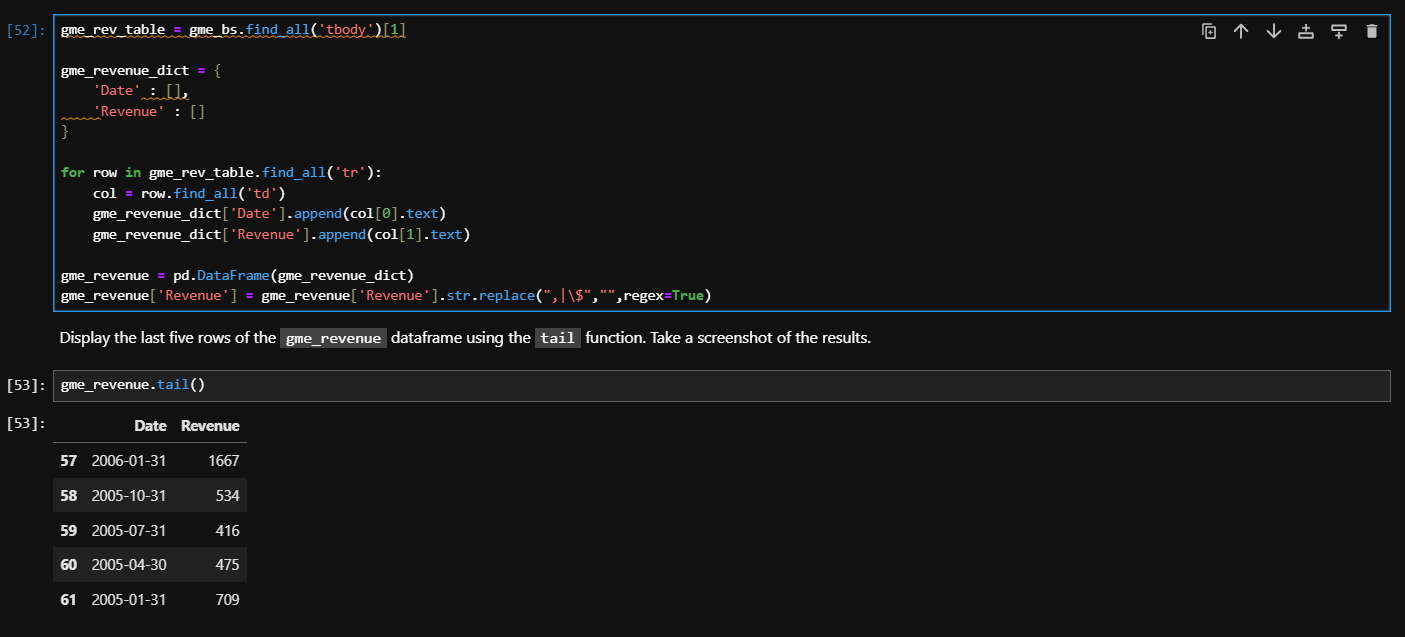 [52]: gme_rev_table = gme_bs.find_all('tbody')[1]
gme_revenue_dict = {
    'Date' : [],
    'Revenue' : []
}
for row in gme_rev_table.find_all('tr'):
    col = row.find_all('td')
    gme_revenue_dict['Date'].append(col[0].text)
    gme_revenue_dict['Revenue'].append(col[1].text)
gme_revenue = pd.DataFrame(gme_revenue_dict)
gme_revenue['Revenue'] = gme_revenue['Revenue'].str.replace(",|\$","",regex=True)
Display the last five rows of the gme_revenue dataframe using the tail function. Take a screenshot of the results.
[53]: gme_revenue.tail()
[53]: Date Revenue
57 2006-01-31 1667
58 2005-10-31 534
59 2005-07-31 416
60 2005-04-30 475
61 2005-01-31 709